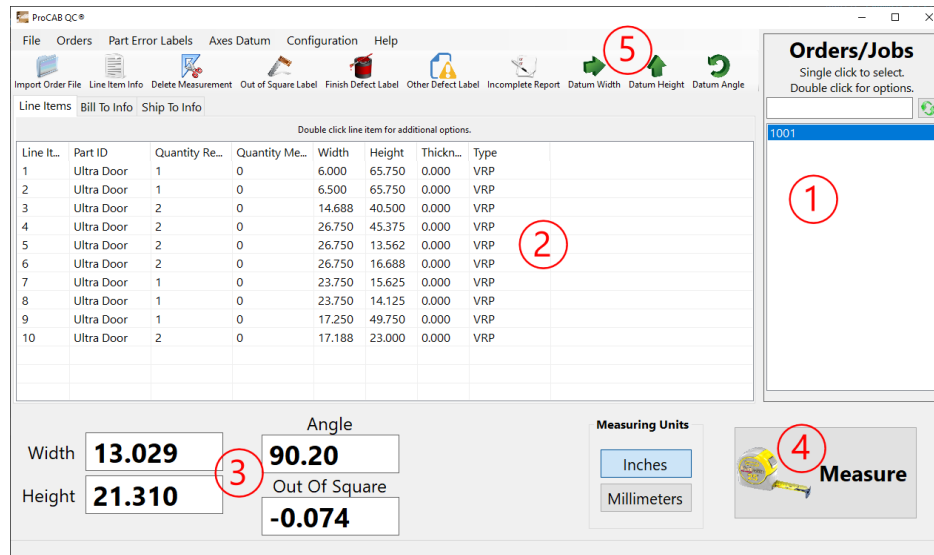 ProCAB QC®
File Orders Part Error Labels Axes Datum Configuration Help
Import Order File Line Item Info Delete Measurement Out of Square Label Finish Defect Label Other Defect Label Incomplete Report Datum Width Datum Height Datum Angle
5
Line Items Bill To Info Ship To Info
Double click line item for additional options.
Line It... Part ID Quantity Re... Quantity Me... Width Height Thickn... Type
1 Ultra Door 1 0 6.000 65.750 0.000 VRP
2 Ultra Door 1 0 6.500 65.750 0.000 VRP
3 Ultra Door 2 0 14.688 40.500 0.000 VRP
4 Ultra Door 2 0 26.750 45.375 0.000 VRP
5 Ultra Door 2 0 26.750 13.562 0.000 VRP
6 Ultra Door 2 0 26.750 16.688 0.000 VRP
7 Ultra Door 1 0 23.750 15.625 0.000 VRP
8 Ultra Door 1 0 23.750 14.125 0.000 VRP
9 Ultra Door 1 0 17.250 49.750 0.000 VRP
10 Ultra Door 2 0 17.188 23.000 0.000 VRP
2
Orders/Jobs
Single click to select.
Double click for options.
1001
1
Width 13.029
Height 21.310
3
Angle
90.20
Out Of Square
-0.074
Measuring Units
Inches
Millimeters
4
Measure